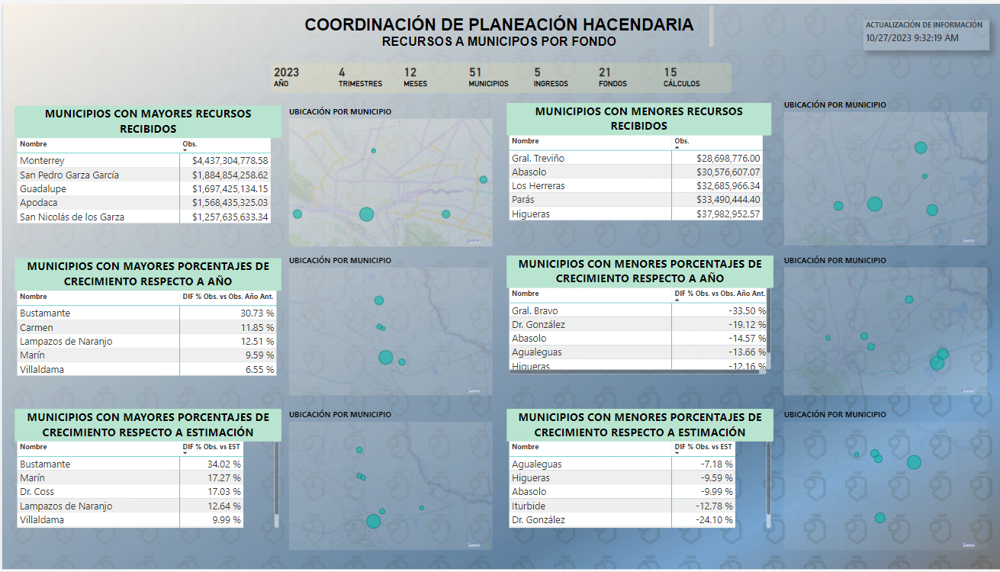 COORDINACIÓN DE PLANEACIÓN HACENDARIA
RECURSOS A MUNICIPOS POR FONDO
ACTUALIZACIÓN DE INFORMACIÓN
10/27/2023 9:32:19 AM
2023 4 12 51 5 21 15
AÑO TRIMESTRES MESES MUNICIPIOS INGRESOS FONDOS CÁLCULOS
MUNICIPIOS CON MAYORES RECURSOS
RECIBIDOS
Nombre Obs.
Monterrey $4,437,304,778.58
San Pedro Garza García $1,884,854,258.62
Guadalupe $1,697,425,134.15
Apodaca $1,568,435,325.03
San Nicolás de los Garza $1,257,635,633.34
UBICACIÓN POR MUNICIPIO
MUNICIPIOS CON MENORES RECURSOS
RECIBIDOS
Nombre Obs.
Gral. Treviño $28,698,776.00
Abasolo $30,576,607.07
Los Herreras $32,685,966.34
Parás $33,490,444.40
Higueras $37,982,952.57
UBICACIÓN POR MUNICIPIO
MUNICIPIOS CON MAYORES PORCENTAJES DE
CRECIMIENTO RESPECTO A AÑO
Nombre DIF % Obs. vs Obs. Año Ant.
Bustamante 30.73 %
Carmen 11.85 %
Lampazos de Naranjo 12.51 %
Marín 9.59 %
Villaldama 6.55 %
UBICACIÓN POR MUNICIPIO
MUNICIPIOS CON MENORES PORCENTAJES DE
CRECIMIENTO RESPECTO A AÑO
Nombre DIF % Obs. vs Obs. Año Ant.
Gral. Bravo -33.50 %
Dr. González -19.12 %
Abasolo -14.57 %
Agualeguas -13.66 %
Higueras -12.16 %
UBICACIÓN POR MUNICIPIO
MUNICIPIOS CON MAYORES PORCENTAJES DE
CRECIMIENTO RESPECTO A ESTIMACIÓN
Nombre DIF % Obs. vs EST
Bustamante 34.02 %
Marín 17.27 %
Dr. Coss 17.03 %
Lampazos de Naranjo 12.64 %
Villaldama 9.99 %
UBICACIÓN POR MUNICIPIO
MUNICIPIOS CON MENORES PORCENTAJES DE
CRECIMIENTO RESPECTO A ESTIMACIÓN
Nombre DIF % Obs. vs EST
Agualeguas -7.18 %
Higueras -9.59 %
Abasolo -9.99 %
Iturbide -12.78 %
Dr. González -24.10 %
UBICACIÓN POR MUNICIPIO